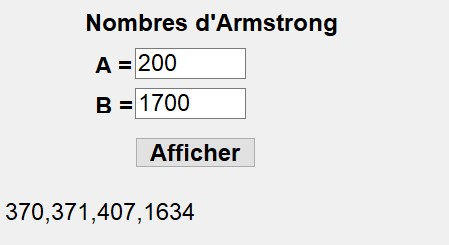 Nombres d'Armstrong
A = 200
B = 1700
Afficher
370,371,407,1634